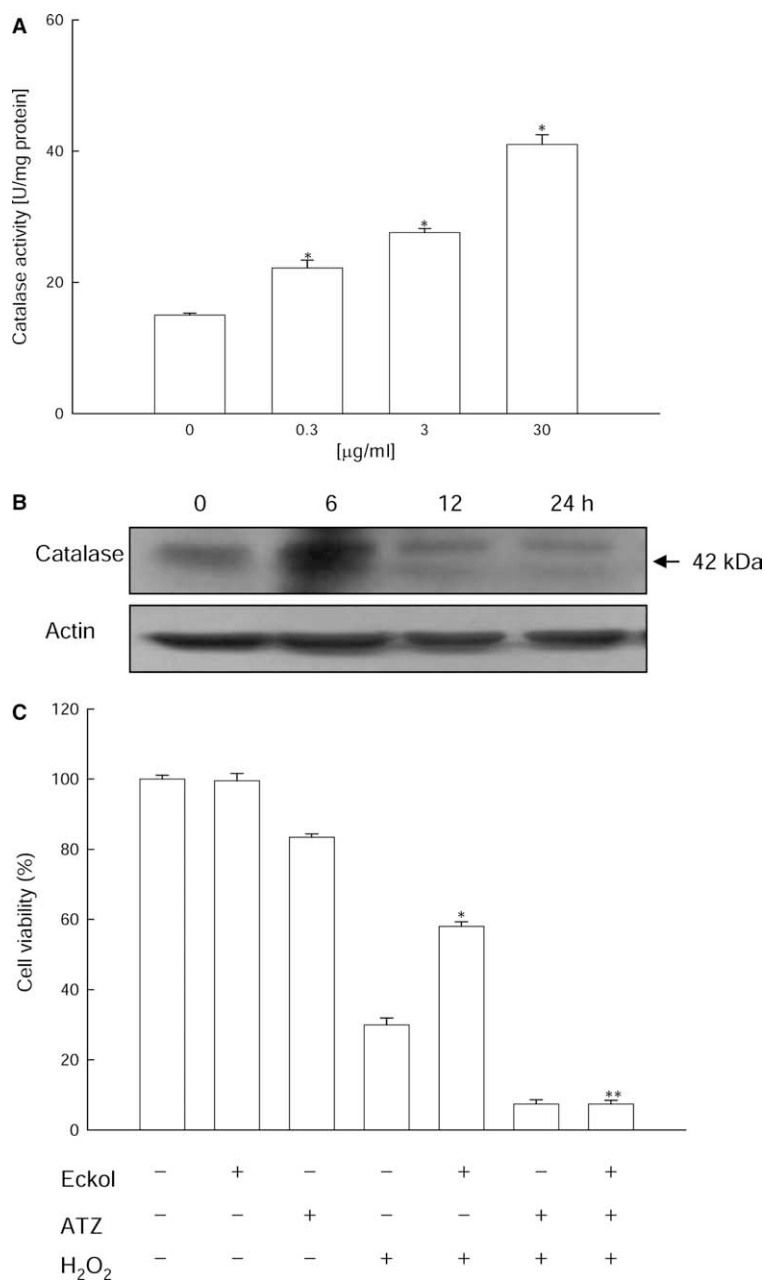 A
60
40
20
0
Catalase activity [U/mg protein]
*
*
*
0 0.3 3 30
[µg/ml]
B
0 6 12 24 h
Catalase
42 kDa
Actin
C
120
100
80
60
40
20
0
Cell viability (%)
*
**
Eckol − + − − + − +
ATZ − − + − − + +
H₂O₂ − − − + + + +